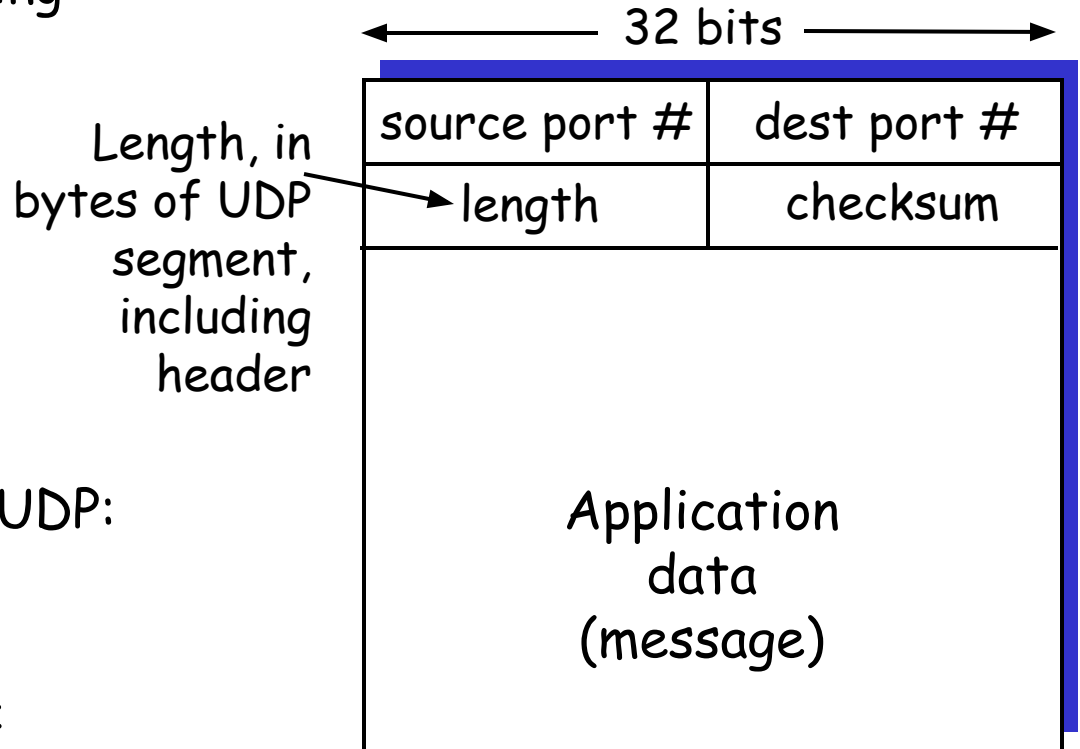 32 bits
source port # dest port #
Length, in
bytes of UDP
segment,
including
header
length checksum
UDP:
Application
data
(message)